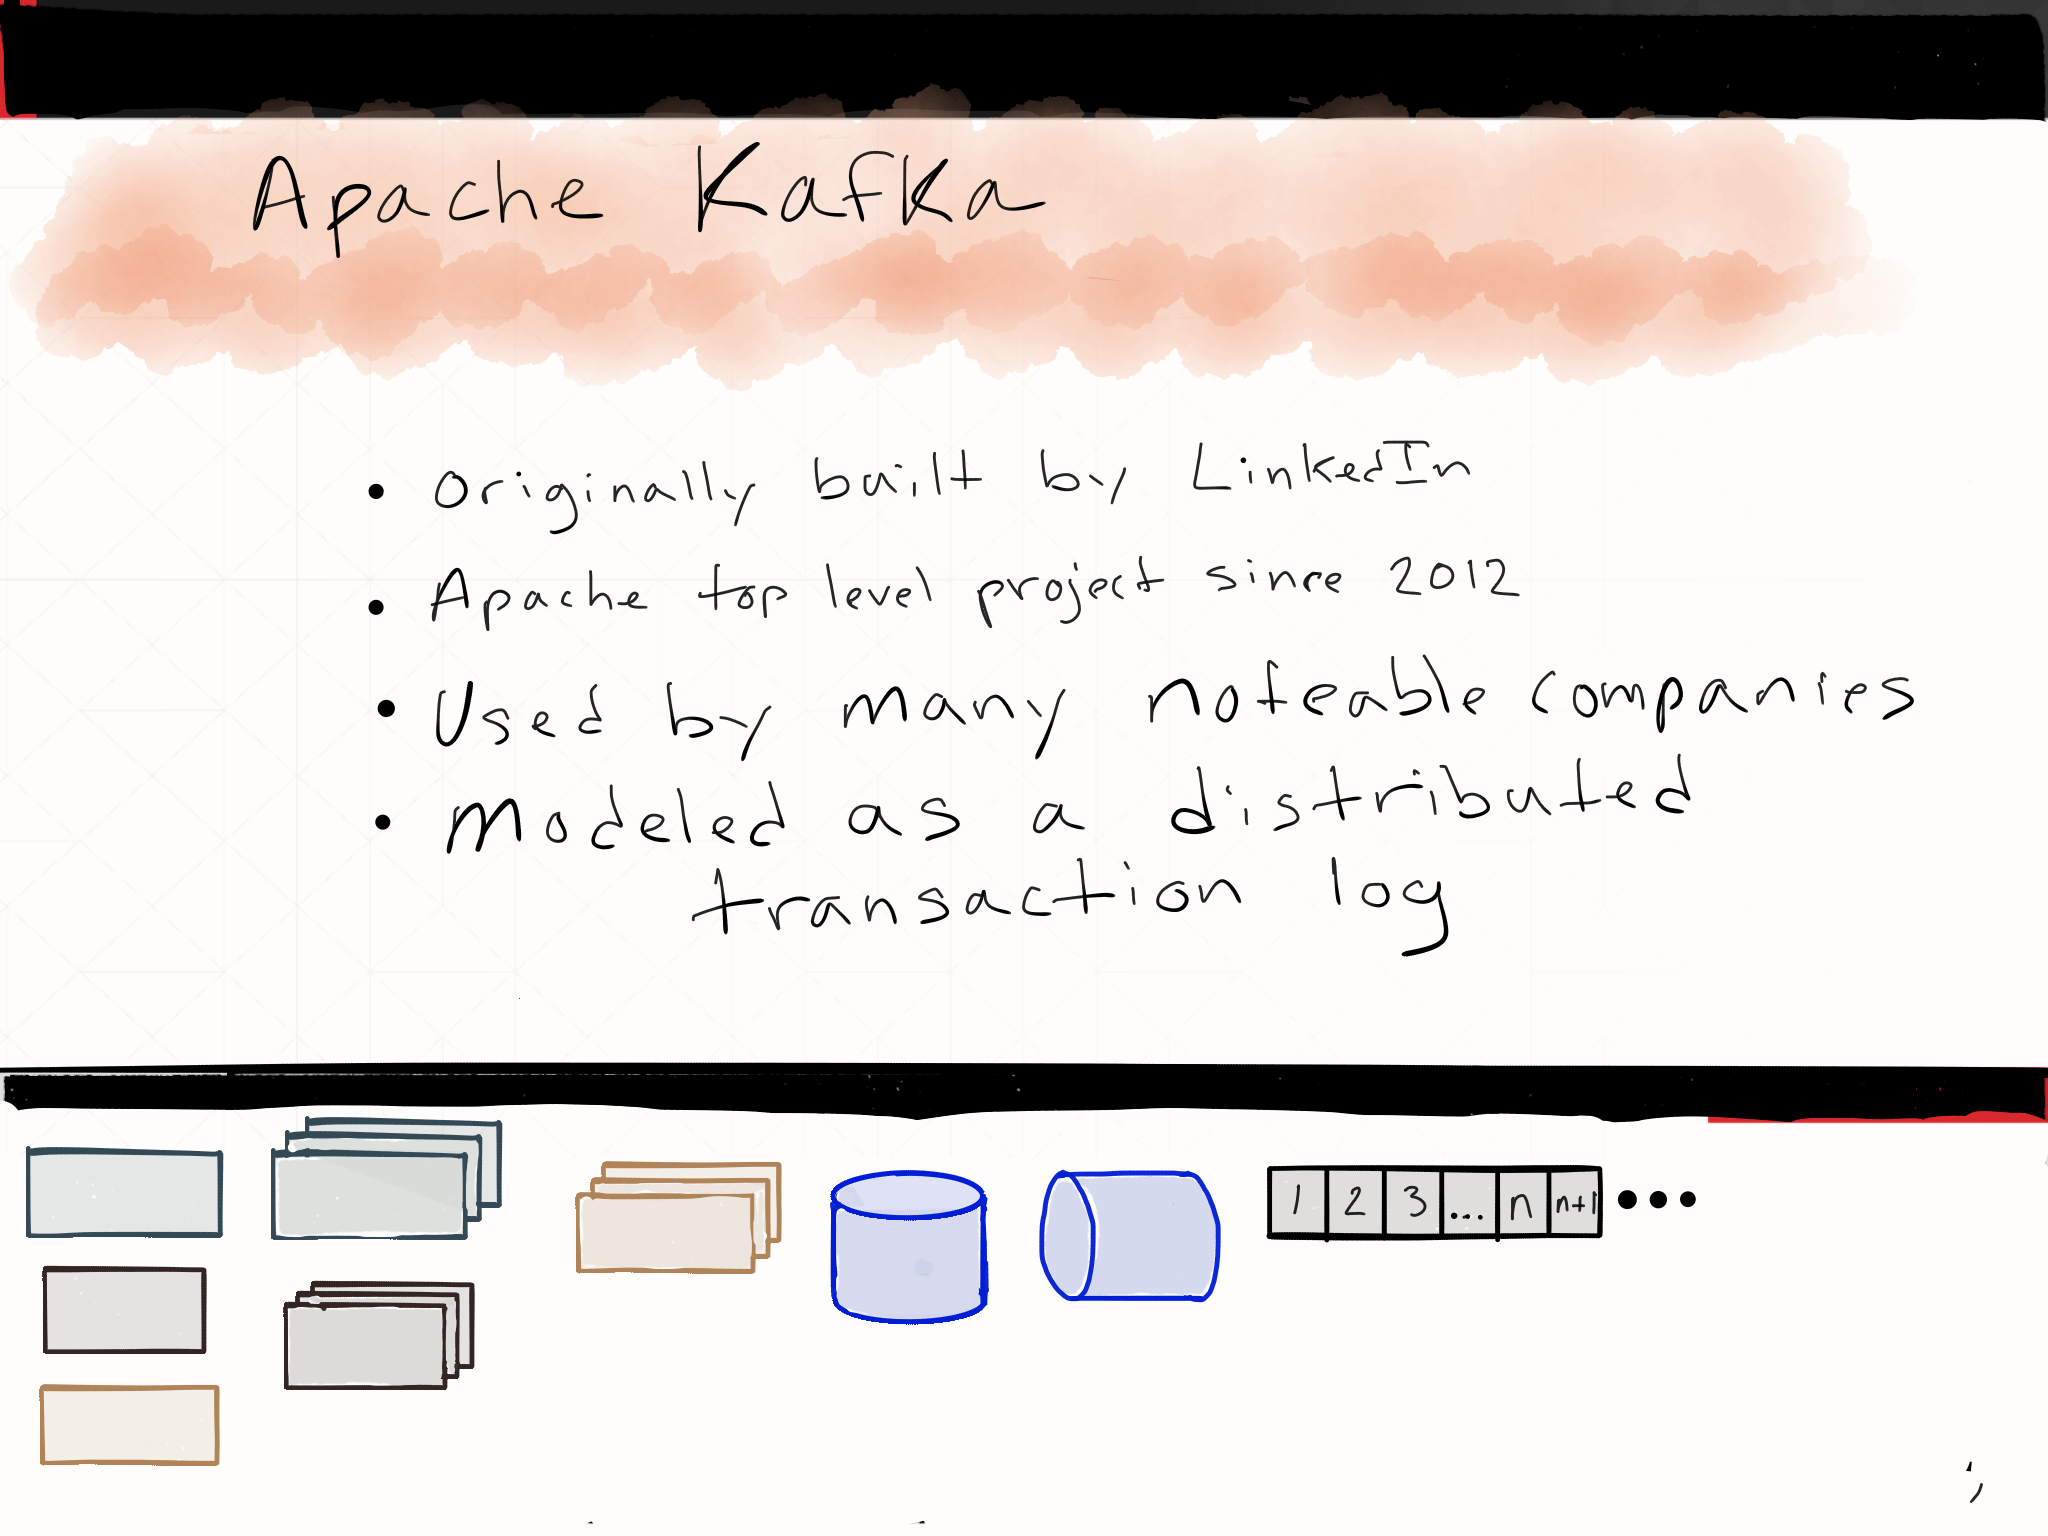 Apache Kafka
• Originally built by LinkedIn
• Apache top level project since 2012
• Used by many noteable companies
• Modeled as a distributed
transaction log
1 2 3 ... n n+1 •••